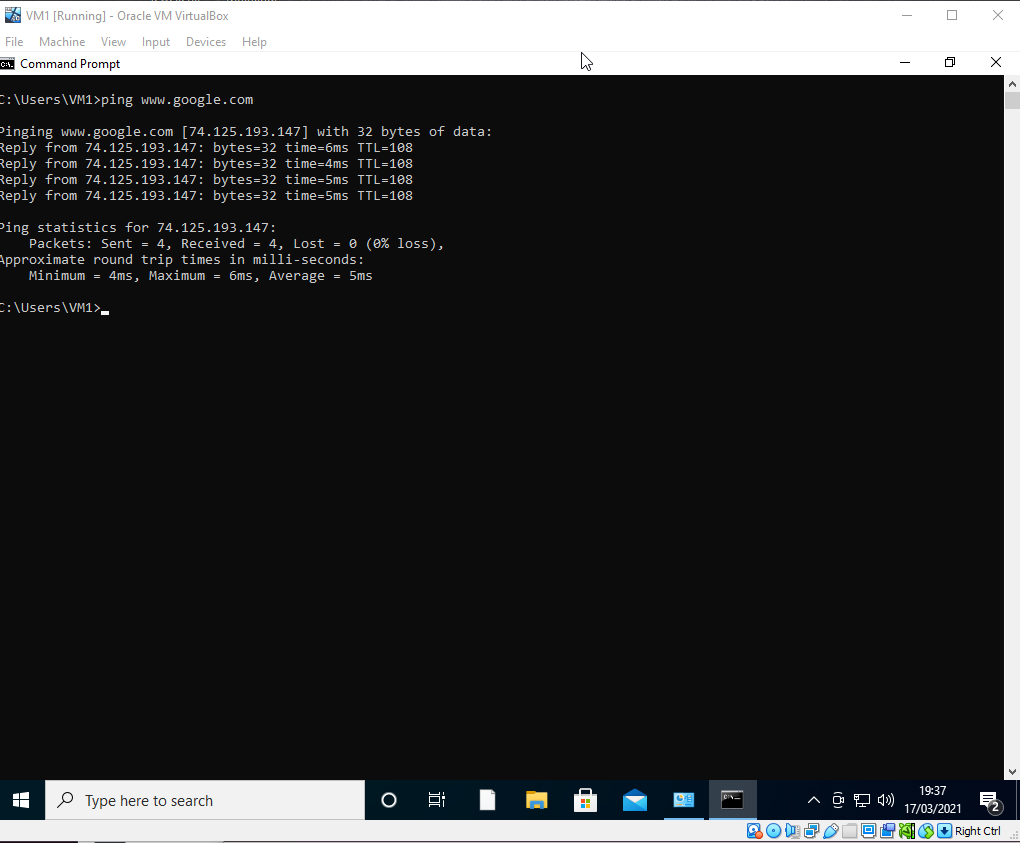 VM1 [Running] - Oracle VM VirtualBox
File Machine View Input Devices Help
Command Prompt
C:\Users\VM1>ping www.google.com
Pinging www.google.com [74.125.193.147] with 32 bytes of data:
Reply from 74.125.193.147: bytes=32 time=6ms TTL=108
Reply from 74.125.193.147: bytes=32 time=4ms TTL=108
Reply from 74.125.193.147: bytes=32 time=5ms TTL=108
Reply from 74.125.193.147: bytes=32 time=5ms TTL=108
Ping statistics for 74.125.193.147:
    Packets: Sent = 4, Received = 4, Lost = 0 (0% loss),
Approximate round trip times in milli-seconds:
    Minimum = 4ms, Maximum = 6ms, Average = 5ms
C:\Users\VM1>
Type here to search
19:37
17/03/2021
2
Right Ctrl